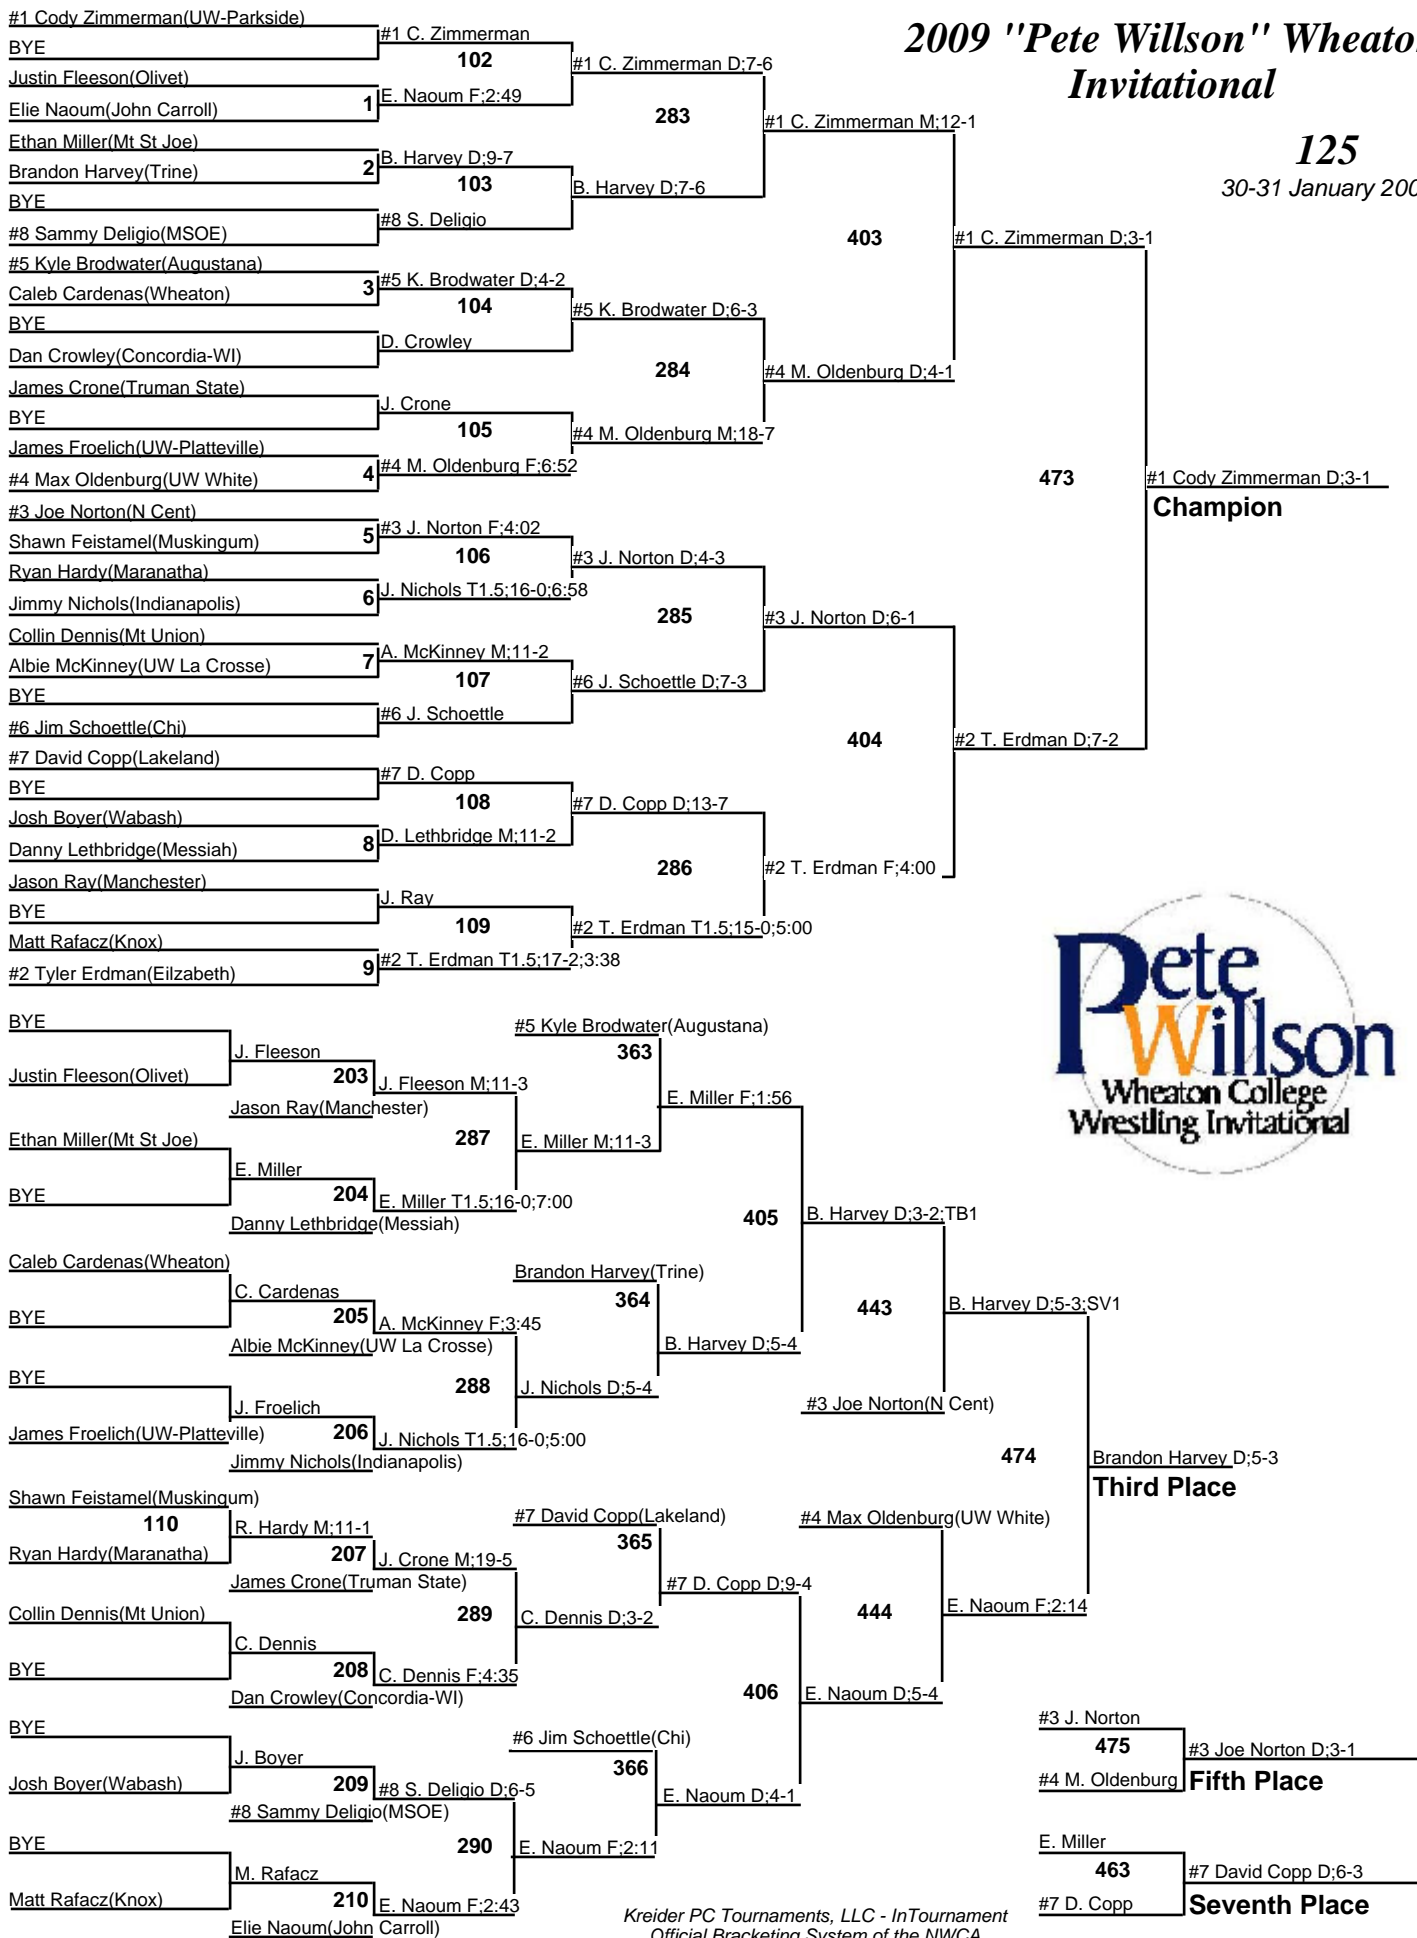 2009 "Pete Willson" Wheato
Invitational
125
30-31 January 200
#1 Cody Zimmerman(UW-Parkside)
BYE
#1 C. Zimmerman
102
Justin Fleeson(Olivet)
Elie Naoum(John Carroll)
1
E. Naoum F;2:49
#1 C. Zimmerman D;7-6
283
Ethan Miller(Mt St Joe)
Brandon Harvey(Trine)
2
B. Harvey D;9-7
103
BYE
#8 Sammy Deligio(MSOE)
#8 S. Deligio
B. Harvey D;7-6
#1 C. Zimmerman M;12-1
403
#5 Kyle Brodwater(Augustana)
Caleb Cardenas(Wheaton)
3
#5 K. Brodwater D;4-2
104
BYE
Dan Crowley(Concordia-WI)
D. Crowley
#5 K. Brodwater D;6-3
284
James Crone(Truman State)
BYE
J. Crone
105
James Froelich(UW-Platteville)
#4 Max Oldenburg(UW White)
4
#4 M. Oldenburg F;6:52
#4 M. Oldenburg M;18-7
#4 M. Oldenburg D;4-1
#1 C. Zimmerman D;3-1
473
#1 Cody Zimmerman D;3-1
Champion
#3 Joe Norton(N Cent)
Shawn Feistamel(Muskingum)
5
#3 J. Norton F;4:02
106
Ryan Hardy(Maranatha)
Jimmy Nichols(Indianapolis)
6
J. Nichols T1.5;16-0;6:58
#3 J. Norton D;4-3
285
Collin Dennis(Mt Union)
Albie McKinney(UW La Crosse)
7
A. McKinney M;11-2
107
BYE
#6 Jim Schoettle(Chi)
#6 J. Schoettle
#6 J. Schoettle D;7-3
#3 J. Norton D;6-1
404
#2 T. Erdman D;7-2
#7 David Copp(Lakeland)
BYE
#7 D. Copp
108
Josh Boyer(Wabash)
Danny Lethbridge(Messiah)
8
D. Lethbridge M;11-2
#7 D. Copp D;13-7
286
Jason Ray(Manchester)
BYE
J. Ray
109
Matt Rafacz(Knox)
#2 Tyler Erdman(Eilzabeth)
9
#2 T. Erdman T1.5;17-2;3:38
#2 T. Erdman T1.5;15-0;5:00
#2 T. Erdman F;4:00
Pete
Willson
Wheaton College
Wrestling Invitational
BYE
Justin Fleeson(Olivet)
J. Fleeson
203
Jason Ray(Manchester)
J. Fleeson M;11-3
287
Ethan Miller(Mt St Joe)
BYE
E. Miller
204
Danny Lethbridge(Messiah)
E. Miller T1.5;16-0;7:00
E. Miller M;11-3
#5 Kyle Brodwater(Augustana)
363
E. Miller F;1:56
405
Caleb Cardenas(Wheaton)
BYE
C. Cardenas
205
Albie McKinney(UW La Crosse)
A. McKinney F;3:45
288
BYE
James Froelich(UW-Platteville)
J. Froelich
206
Jimmy Nichols(Indianapolis)
J. Nichols T1.5;16-0;5:00
J. Nichols D;5-4
Brandon Harvey(Trine)
364
B. Harvey D;5-4
B. Harvey D;3-2;TB1
443
#3 Joe Norton(N Cent)
B. Harvey D;5-3;SV1
474
Brandon Harvey D;5-3
Third Place
Shawn Feistamel(Muskingum)
110
Ryan Hardy(Maranatha)
R. Hardy M;11-1
207
James Crone(Truman State)
J. Crone M;19-5
289
Collin Dennis(Mt Union)
BYE
C. Dennis
208
Dan Crowley(Concordia-WI)
C. Dennis F;4:35
C. Dennis D;3-2
#7 David Copp(Lakeland)
365
#7 D. Copp D;9-4
406
#4 Max Oldenburg(UW White)
444
E. Naoum F;2:14
E. Naoum D;5-4
BYE
Josh Boyer(Wabash)
J. Boyer
209
#8 Sammy Deligio(MSOE)
#8 S. Deligio D;6-5
290
BYE
Matt Rafacz(Knox)
M. Rafacz
210
Elie Naoum(John Carroll)
E. Naoum F;2:43
E. Naoum F;2:11
#6 Jim Schoettle(Chi)
366
E. Naoum D;4-1
#3 J. Norton
475
#4 M. Oldenburg
#3 Joe Norton D;3-1
Fifth Place
E. Miller
463
#7 D. Copp
#7 David Copp D;6-3
Seventh Place
Kreider PC Tournaments, LLC - InTournament
Official Bracketing System of the NWCA